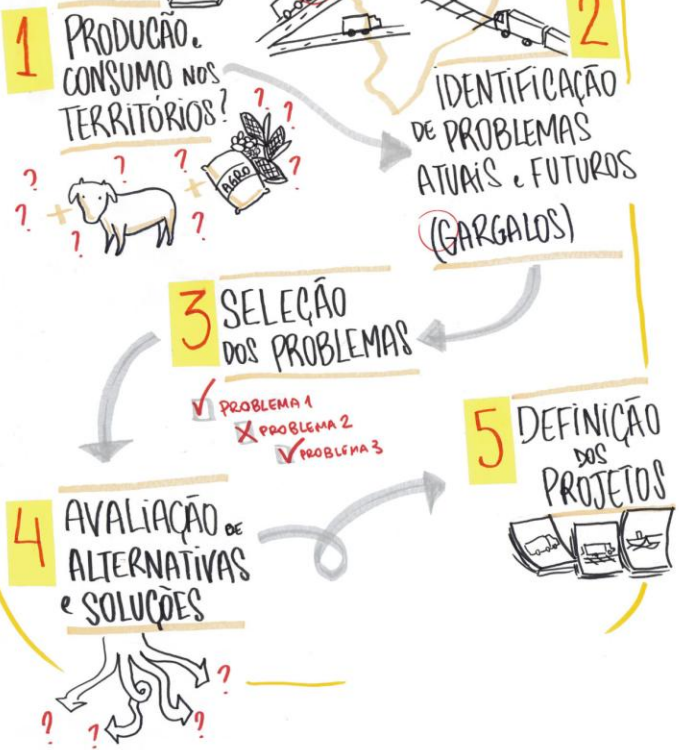 1
PRODUÇÃO e
CONSUMO NOS
TERRITÓRIOS?
? ?
? ? ? ?
? ? ?
AGRO
2
IDENTIFICAÇÃO
DE PROBLEMAS
ATUAIS e FUTUROS
(GARGALOS)
3
SELEÇÃO
DOS PROBLEMAS
PROBLEMA 1
PROBLEMA 2
PROBLEMA 3
4
AVALIAÇÃO DE
ALTERNATIVAS
e SOLUÇÕES
? ? ? ?
5
DEFINIÇÃO
DOS
PROJETOS